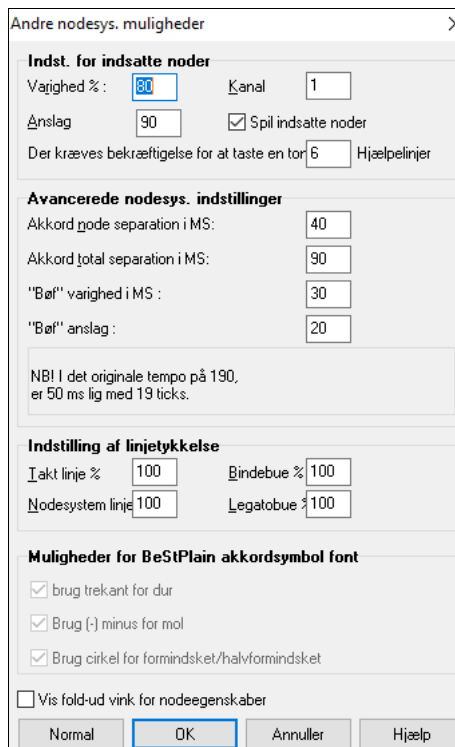 Andre nodesys. muligheder
Indst. for indsatte noder
Varighed % : 80 Kanal 1
Anslag 90 Spil indsatte noder
Der kræves bekræftigelse for at taste en tor 6 Hjælpelinjer
Avancerede nodesys. indstillinger
Akkord node separation i MS: 40
Akkord total separation i MS: 90
"Bøf" varighed i MS : 30
"Bøf" anslag : 20
NB! I det originale tempo på 190,
er 50 ms lig med 19 ticks.
Indstilling af linjetykkelse
Takt linje % 100 Bindebue % 100
Nodesystem linje 100 Legatobue % 100
Muligheder for BeStPlain akkordsymbol font
brug trekant for dur
Brug (-) minus for mol
Brug cirkel for formindsket/halvformindsket
Vis fold-ud vink for nodeegenskaber
Normal OK Annuller Hjælp